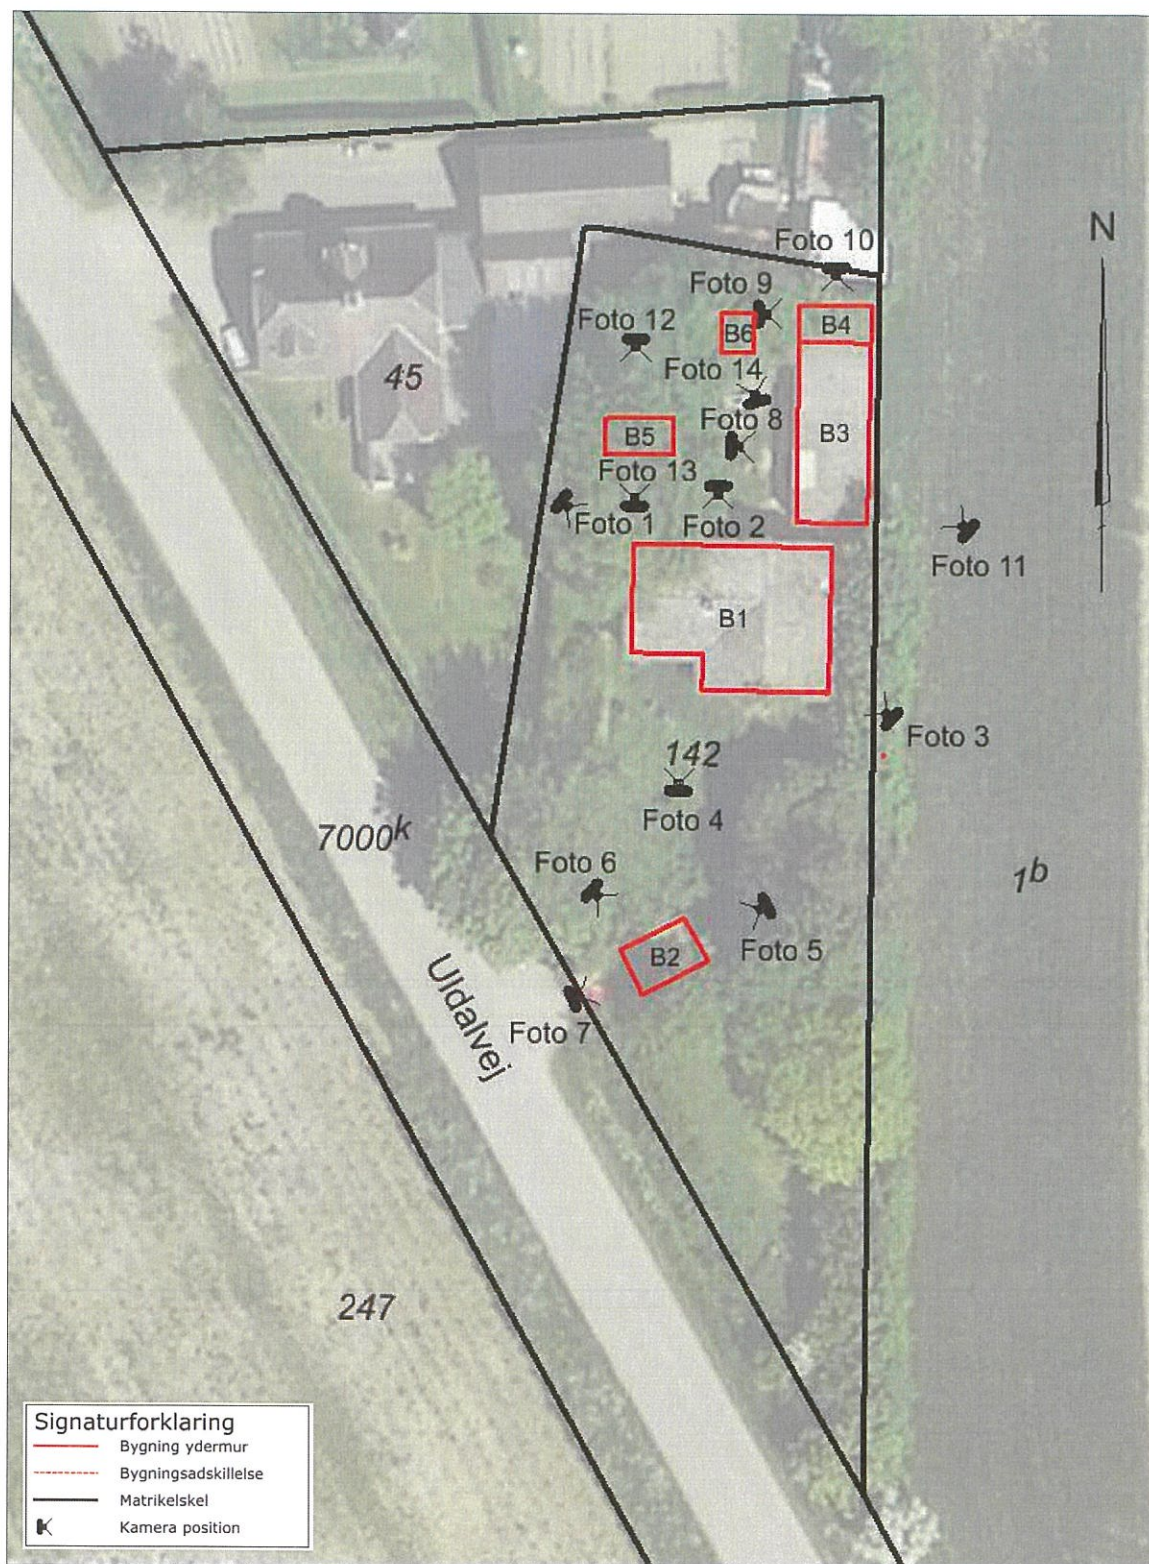 N
Foto 10
Foto 9
B4
Foto 12
B6
Foto 14
45
Foto 8
B3
B5
Foto 13
Foto 1
Foto 2
Foto 11
B1
Foto 3
142
Foto 4
7000k
Foto 6
1b
Foto 5
B2
Uldalvej
Foto 7
247
Signaturforklaring
Bygning ydermur
Bygningsadskillelse
Matrikelskel
Kamera position